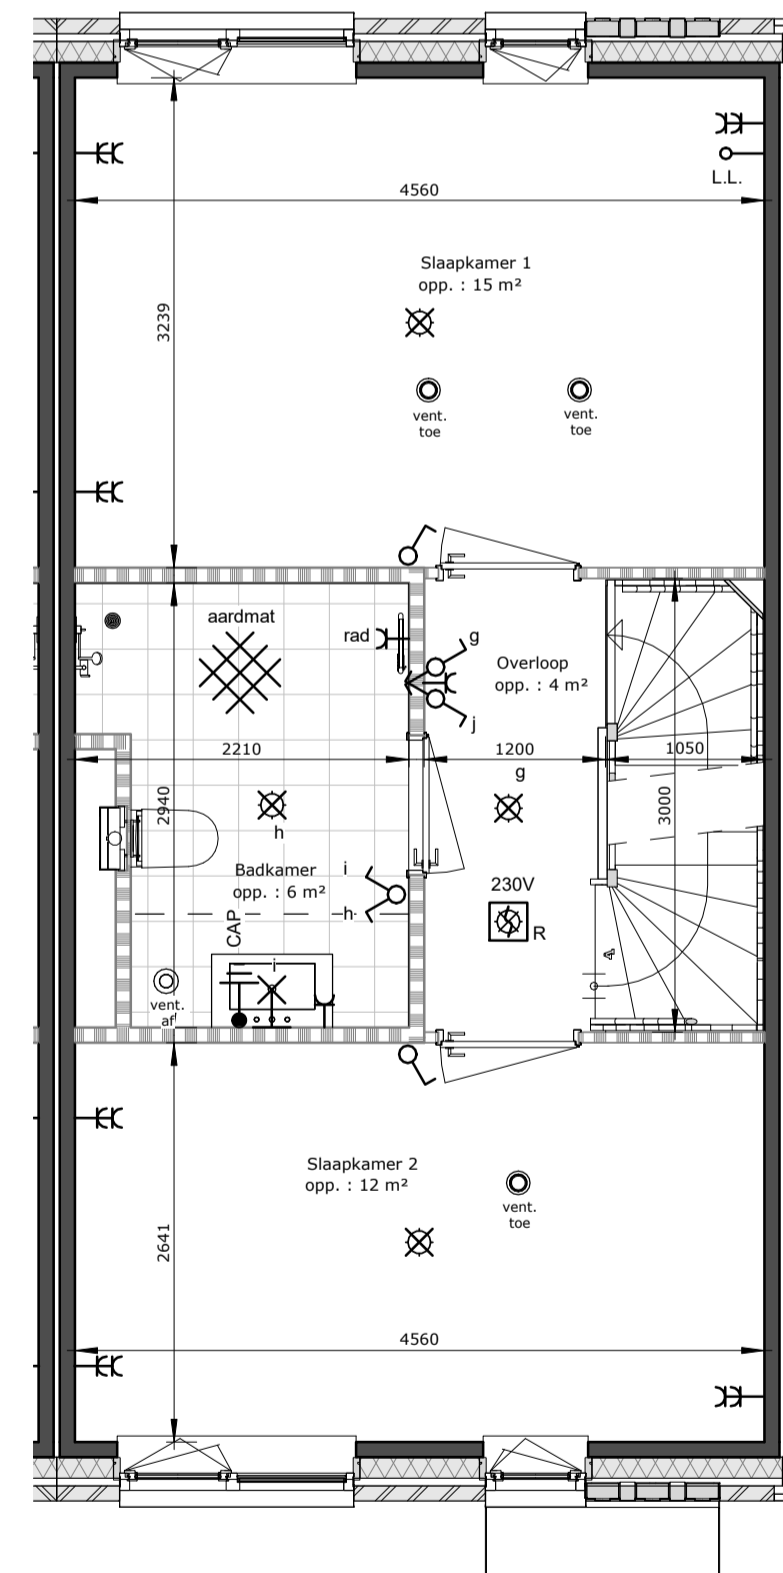 L.L.
4560
Slaapkamer 1
opp. : 15 m²
3239
vent.
toe
vent.
toe
aardmat
rad
g
Overloop
opp. : 4 m²
j
2210
1200
1050
g
2940
3000
h
Badkamer
opp. : 6 m²
i
h
230V
R
CAP
i
vent.
af
Slaapkamer 2
opp. : 12 m²
vent.
toe
2641
4560